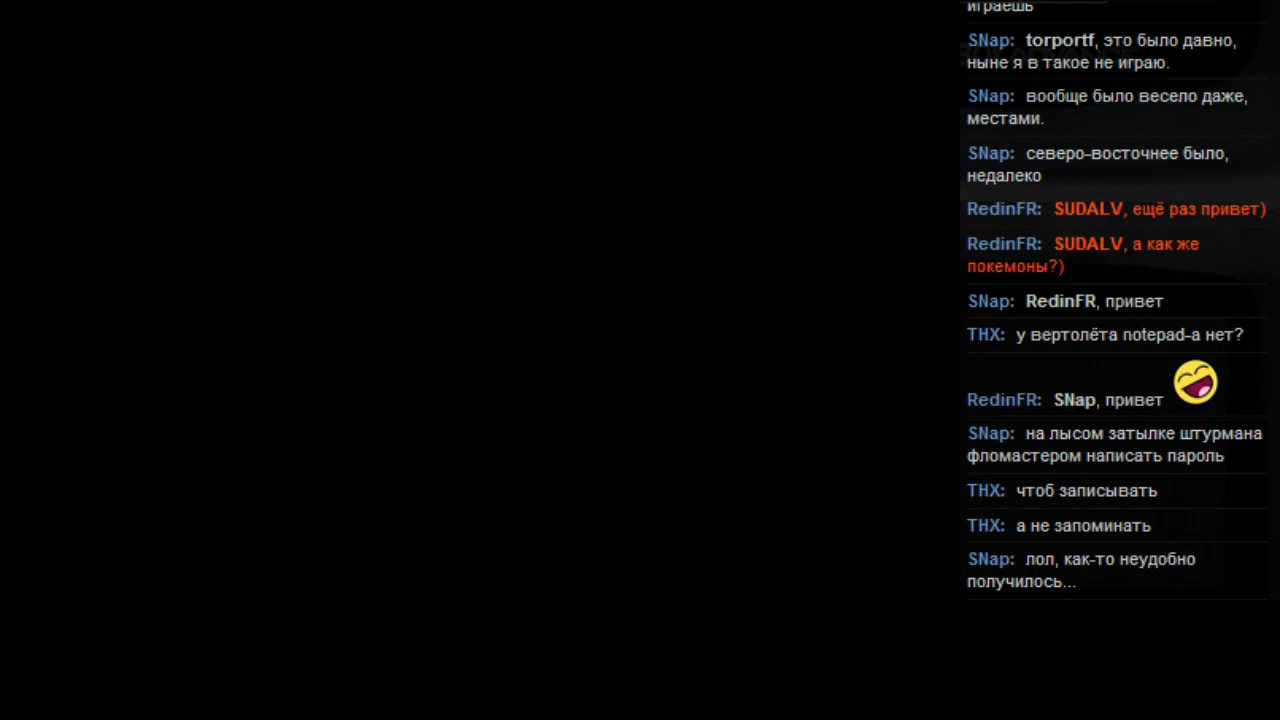 играешь
SNap: torportf, это было давно,
ныне я в такое не играю.
SNap: вообще было весело даже,
местами.
SNap: северо-восточнее было,
недалеко
RedinFR: SUDALV, ещё раз привет)
RedinFR: SUDALV, а как же
покемоны?)
SNap: RedinFR, привет
THX: у вертолёта notepad-а нет?
RedinFR: SNap, привет
SNap: на лысом затылке штурмана
фломастером написать пароль
THX: чтоб записывать
THX: а не запоминать
SNap: лол, как-то неудобно
получилось...